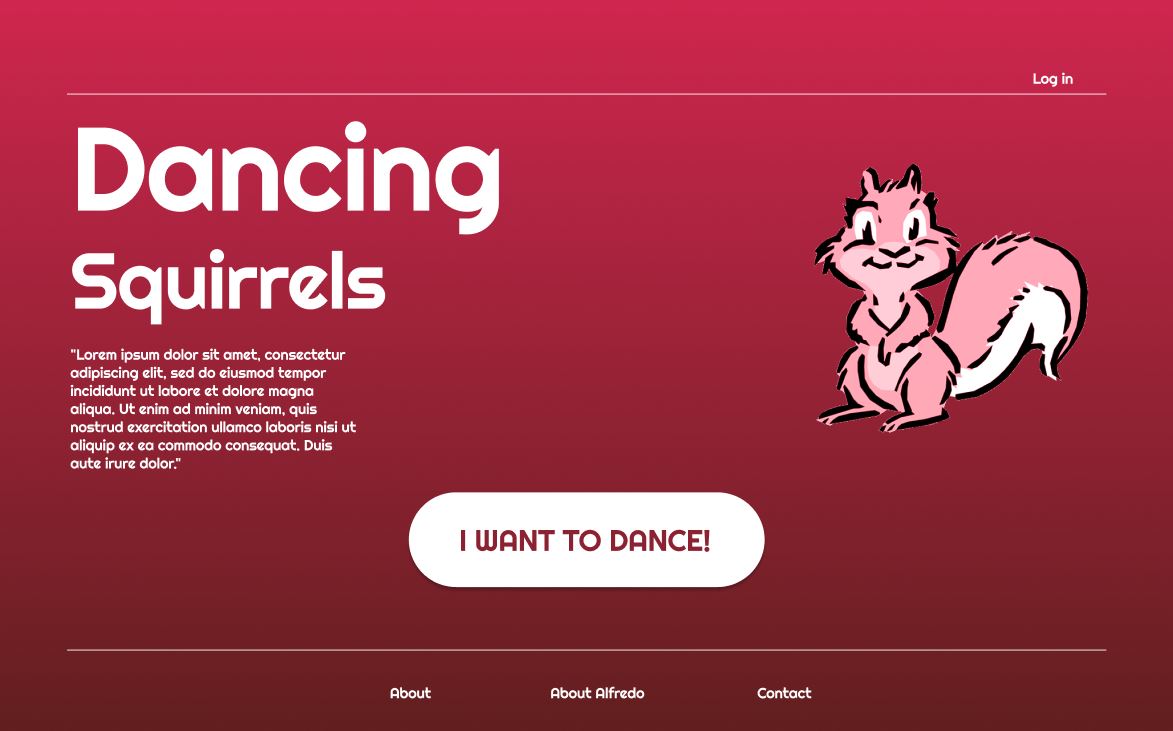 Log in
Dancing
Squirrels
"Lorem ipsum dolor sit amet, consectetur
adipiscing elit, sed do eiusmod tempor
incididunt ut labore et dolore magna
aliqua. Ut enim ad minim veniam, quis
nostrud exercitation ullamco laboris nisi ut
aliquip ex ea commodo consequat. Duis
aute irure dolor."
I WANT TO DANCE!
About
About Alfredo
Contact